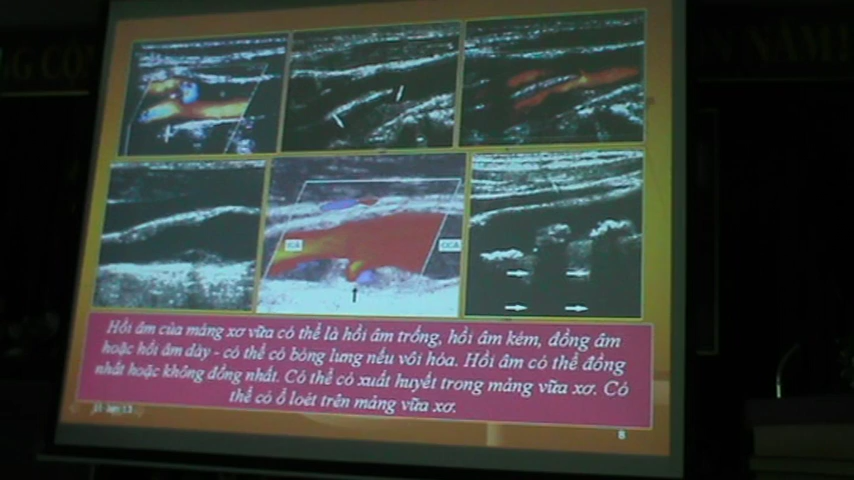 ICA
CCA
Hồi âm của mảng xơ vữa có thể là hồi âm trống, hồi âm kém, đồng âm
hoặc hồi âm dày - có thể có bóng lưng nếu vôi hóa. Hồi âm có thể đồng
nhất hoặc không đồng nhất. Có thể có xuất huyết trong mảng vữa xơ. Có
thể có ổ loét trên mảng vữa xơ.
8